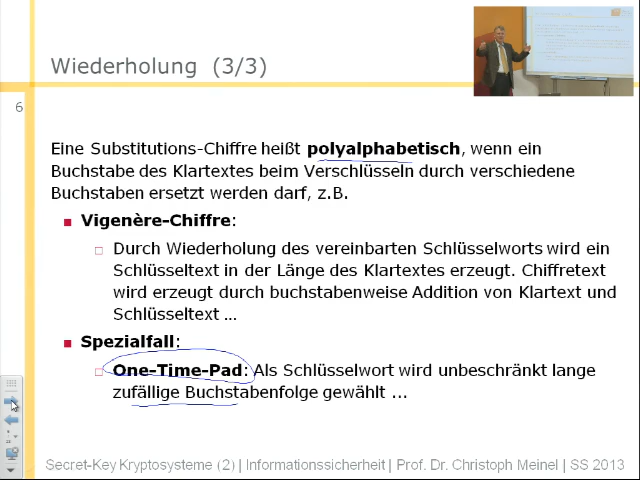 Wiederholung (3/3)
6
Eine Substitutions-Chiffre heißt polyalphabetisch, wenn ein
Buchstabe des Klartextes beim Verschlüsseln durch verschiedene
Buchstaben ersetzt werden darf, z.B.
Vigenère-Chiffre:
Durch Wiederholung des vereinbarten Schlüsselworts wird ein
Schlüsseltext in der Länge des Klartextes erzeugt. Chiffretext
wird erzeugt durch buchstabenweise Addition von Klartext und
Schlüsseltext ...
Spezialfall:
One-Time-Pad: Als Schlüsselwort wird unbeschränkt lange
zufällige Buchstabenfolge gewählt ...
Secret-Key Kryptosysteme (2) | Informationssicherheit | Prof. Dr. Christoph Meinel | SS 2013